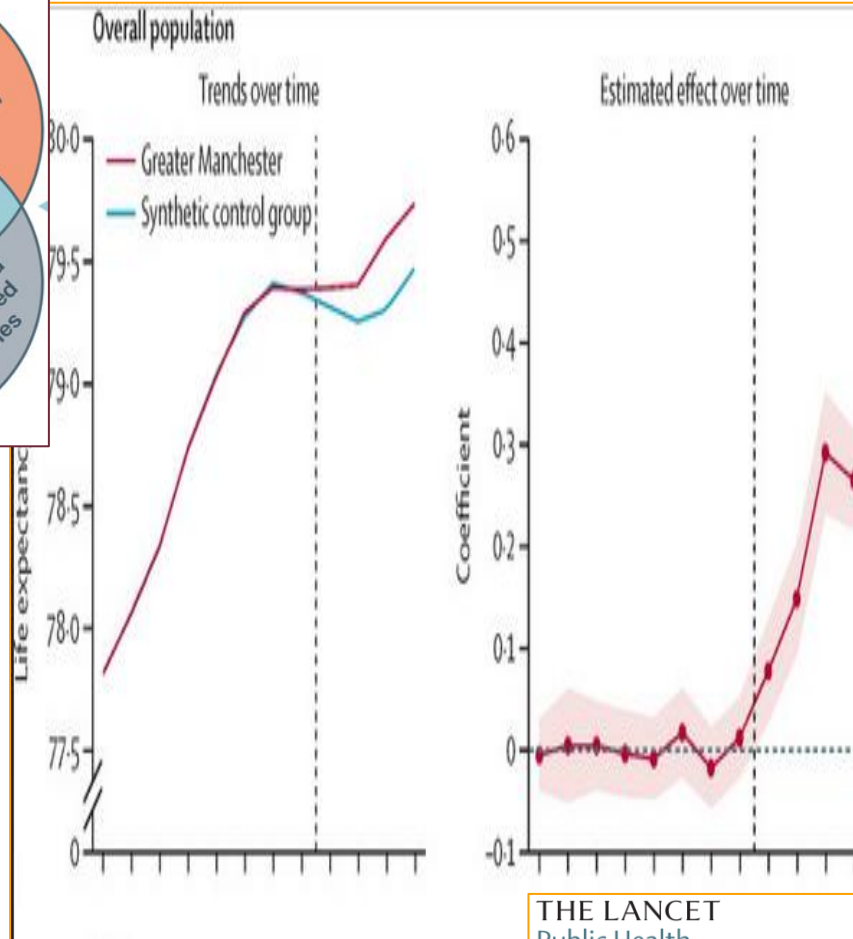 Overall population
Trends over time
80·0
79·5
79·0
78·5
78·0
77·5
0
Greater Manchester
Synthetic control group
Estimated effect over time
0·6
0·5
0·4
0·3
0·2
0·1
0
-0·1
Coefficient
THE LANCET
Public Health